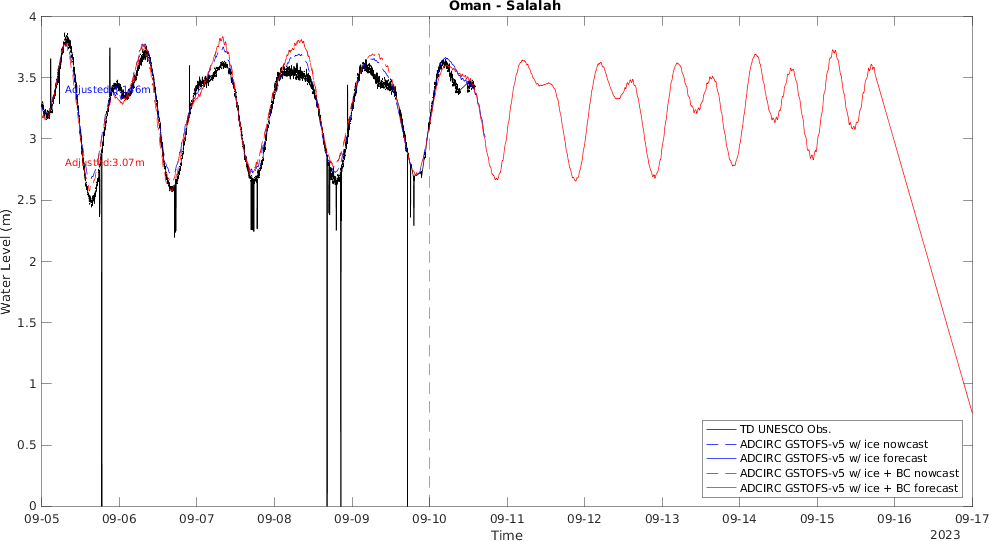 Oman - Salalah
4
3.5
3
2.5
2
1.5
1
0.5
0
Water Level (m)
Adjusted:3.07m
TD UNESCO Obs.
ADCIRC GSTOFS-v5 w/ ice nowcast
ADCIRC GSTOFS-v5 w/ ice forecast
ADCIRC GSTOFS-v5 w/ ice + BC nowcast
ADCIRC GSTOFS-v5 w/ ice + BC forecast
09-05 09-06 09-07 09-08 09-09 09-10 09-11 09-12 09-13 09-14 09-15 09-16 09-17
Time
2023